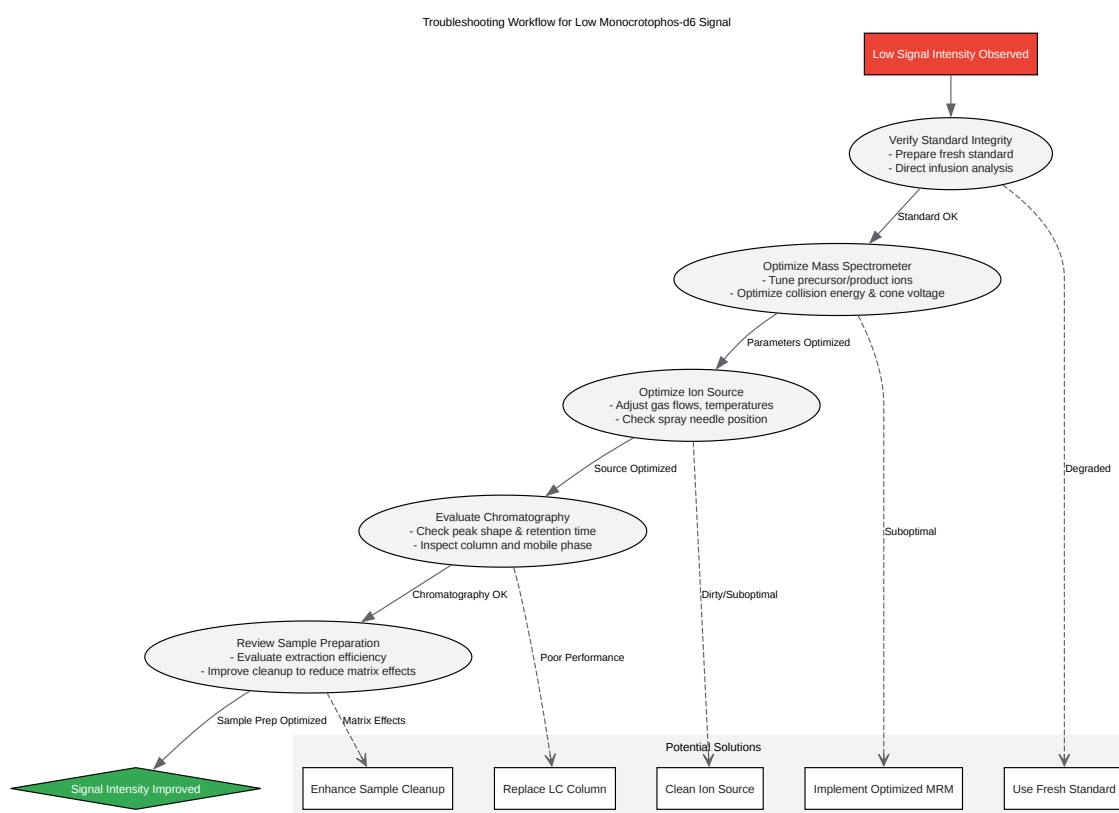 Troubleshooting Workflow for Low Monocrotophos-d6 Signal
Low Signal Intensity Observed
Verify Standard Integrity
- Prepare fresh standard
- Direct infusion analysis
Standard OK
Optimize Mass Spectrometer
- Tune precursor/product ions
- Optimize collision energy & cone voltage
Parameters Optimized
Optimize Ion Source
- Adjust gas flows, temperatures
- Check spray needle position
Source Optimized
Degraded
Evaluate Chromatography
- Check peak shape & retention time
- Inspect column and mobile phase
Suboptimal
Chromatography OK
Dirty/Suboptimal
Review Sample Preparation
- Evaluate extraction efficiency
- Improve cleanup to reduce matrix effects
Poor Performance
Sample Prep Optimized
Matrix Effects
Potential Solutions
Signal Intensity Improved
Enhance Sample Cleanup
Replace LC Column
Clean Ion Source
Implement Optimized MRM
Use Fresh Standard